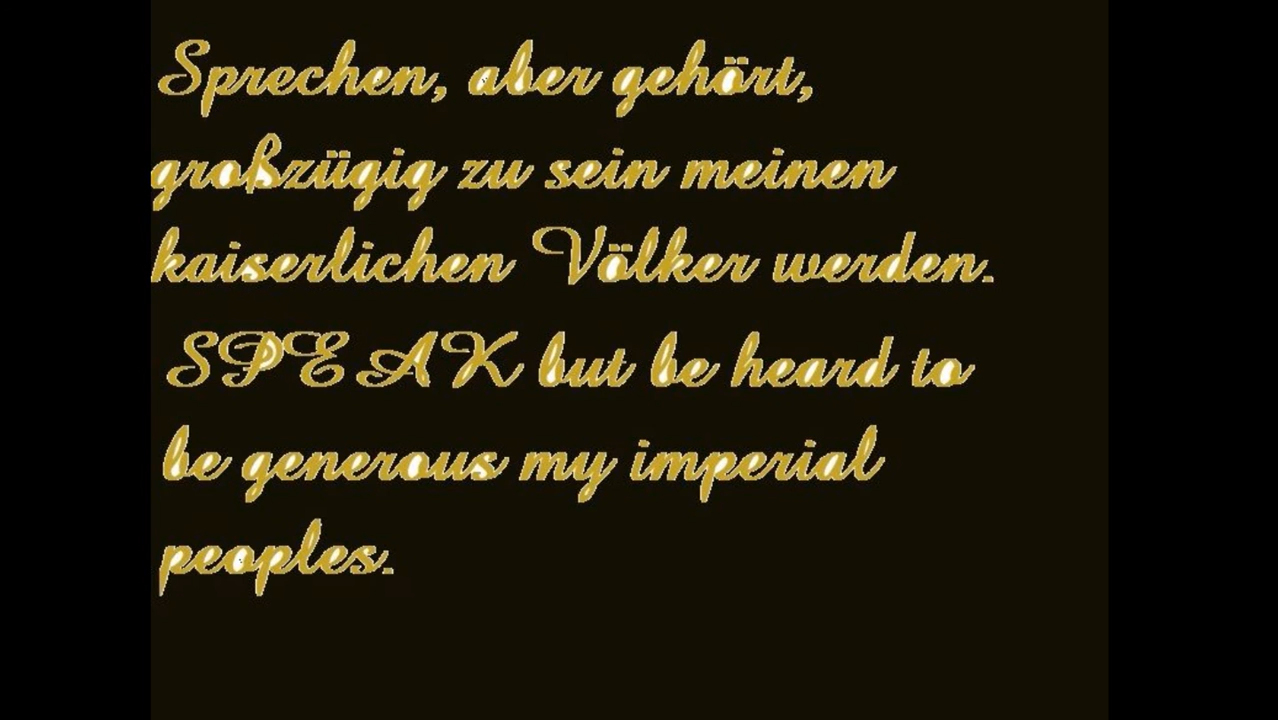 Sprechen, aber gehört,
großzügig zu sein meinen
kaiserlichen Völker werden.
SPEAK but be heard to
be generous my imperial
peoples.